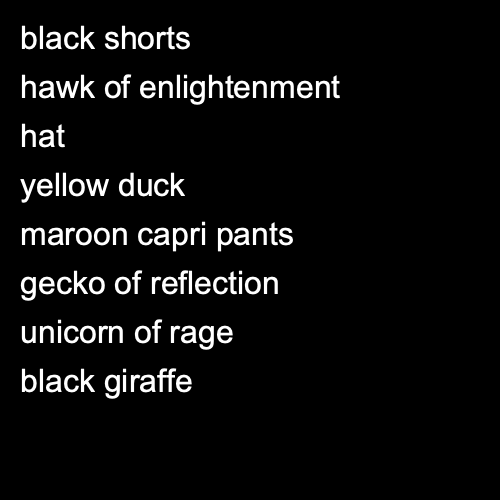 black shorts
hawk of enlightenment
hat
yellow duck
maroon capri pants
gecko of reflection
unicorn of rage
black giraffe